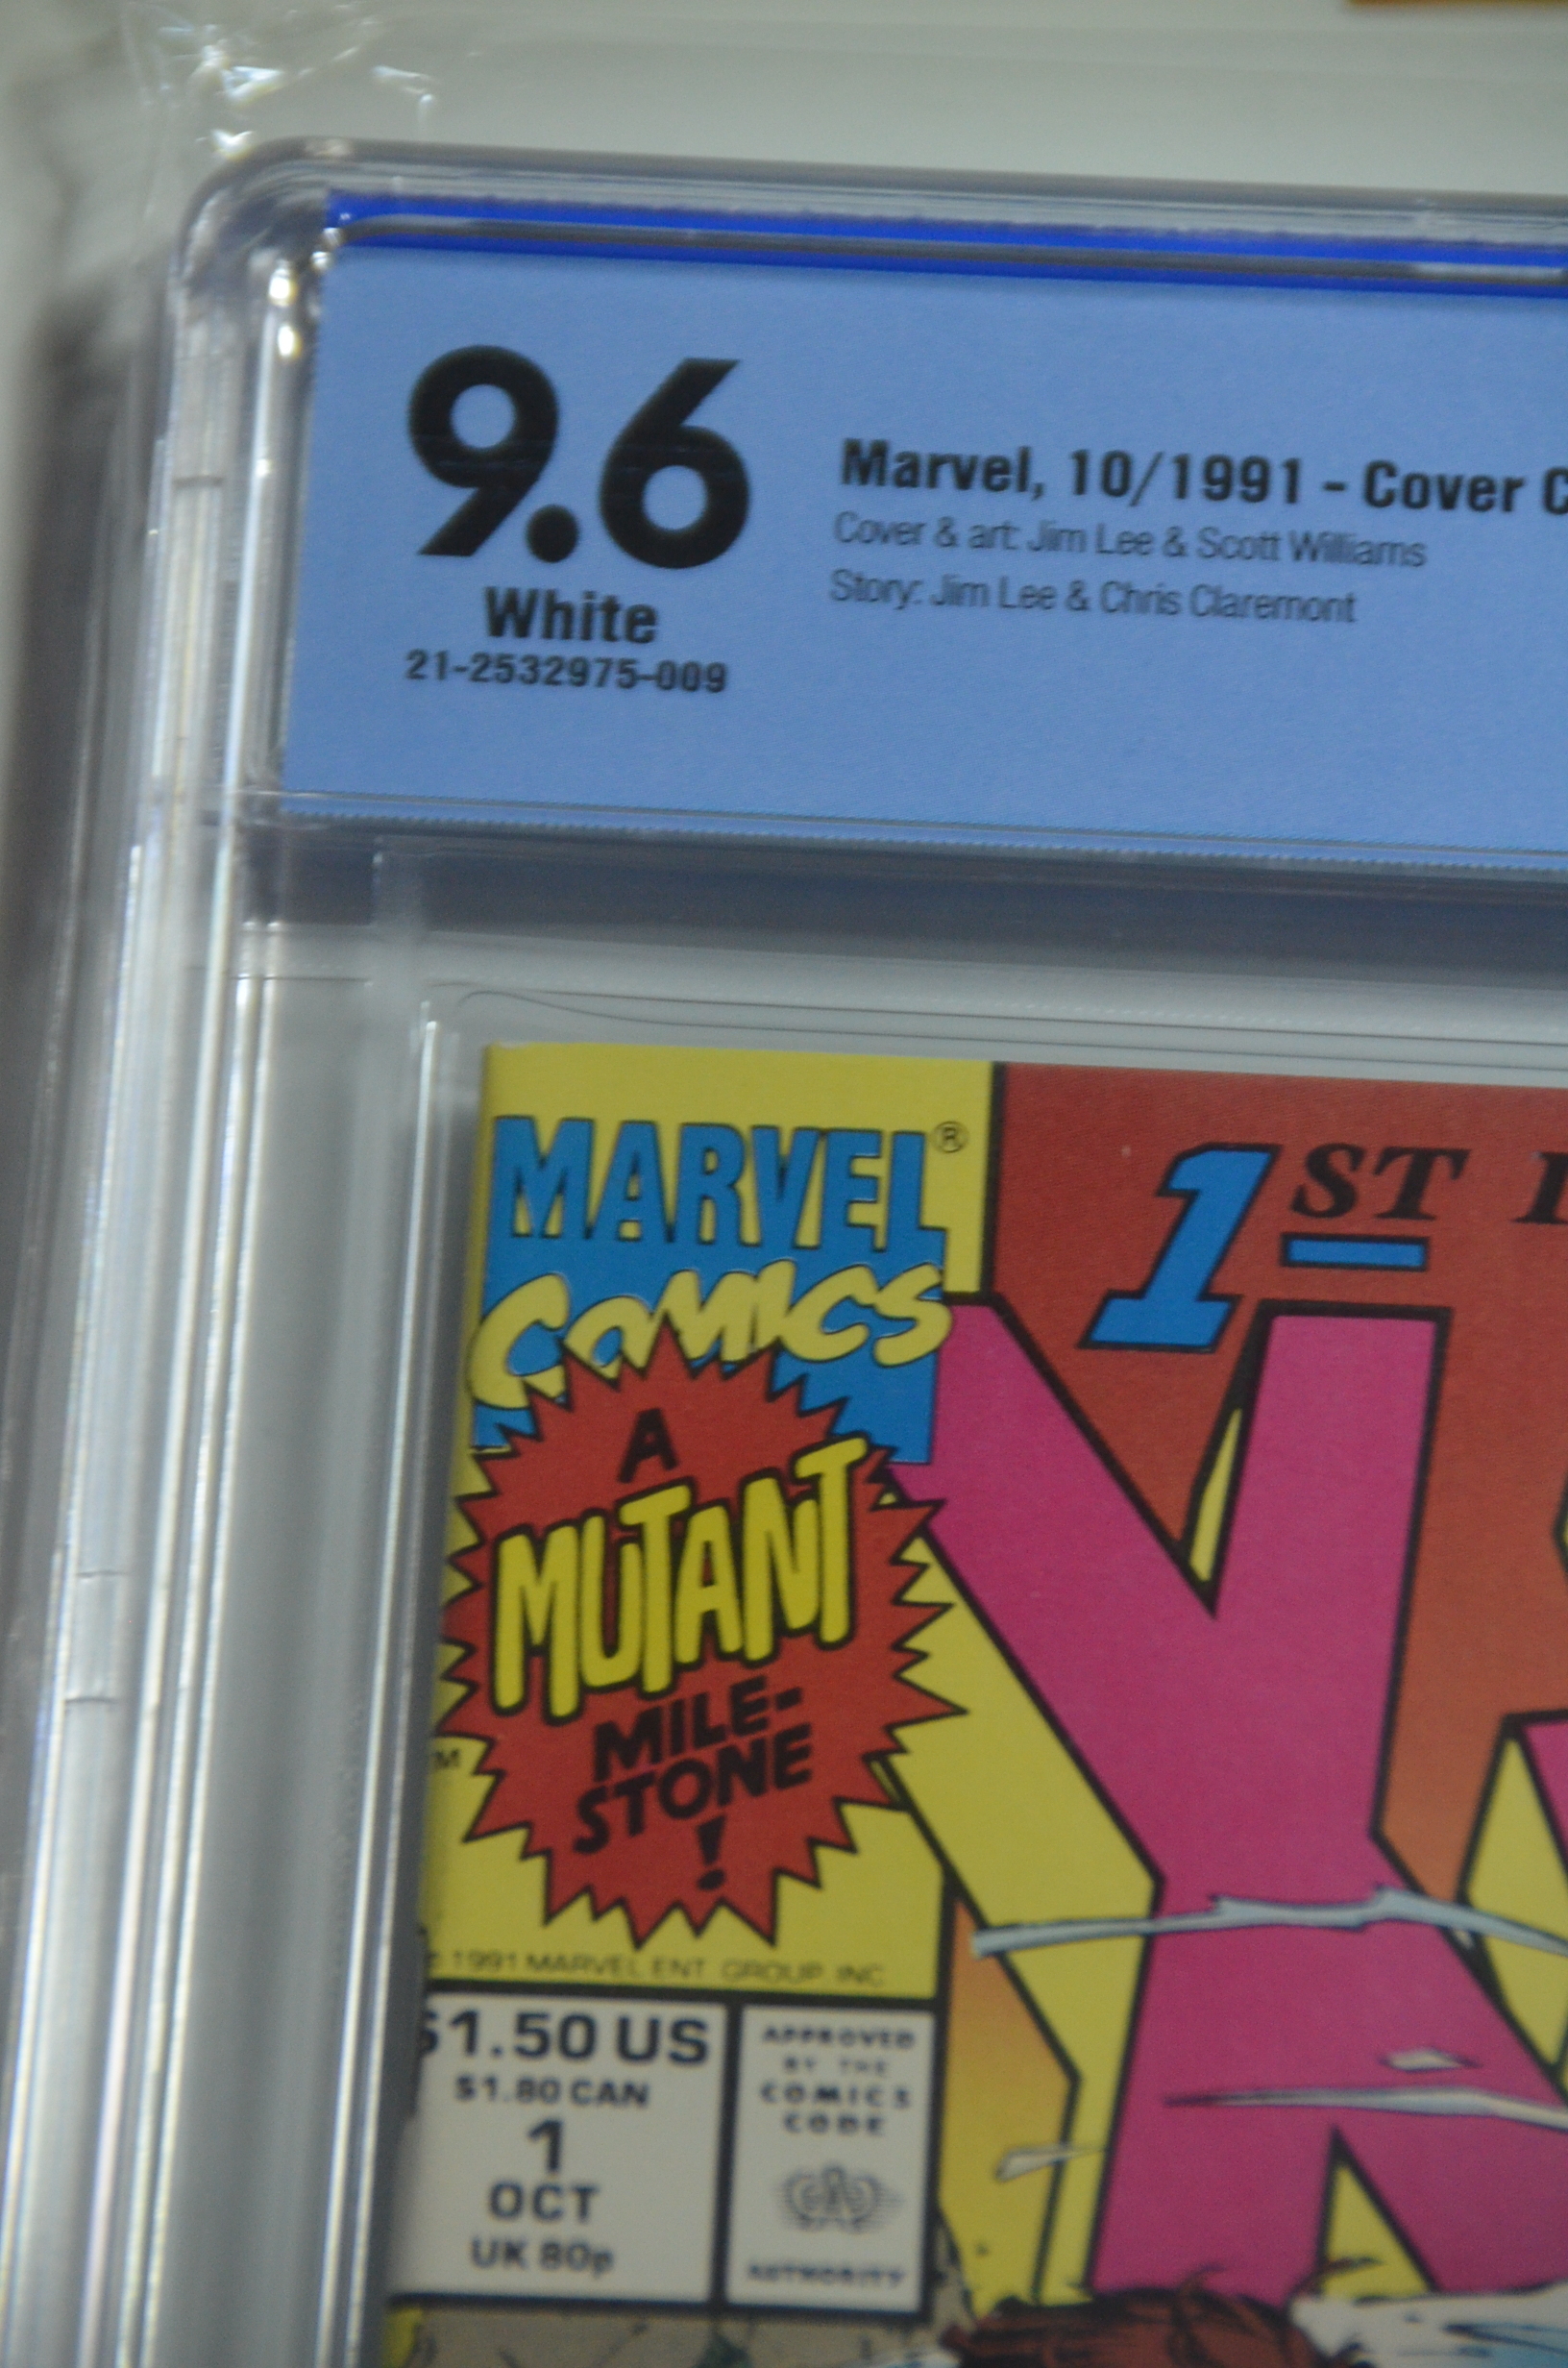 9.6
White
21-2532975-009
Marvel, 10/1991 - Cover
Cover & art: Jim Lee & Scott Williams
Story: Jim Lee & Chris Claremont
MARVEL®
COMICS
1ST
A
MUTANT
MILE-
STONE
!
© 1991 MARVEL ENT. GROUP, INC.
$1.50 US
$1.80 CAN
1
OCT
UK 80p
APPROVED
BY THE
COMICS
CODE
AUTHORITY